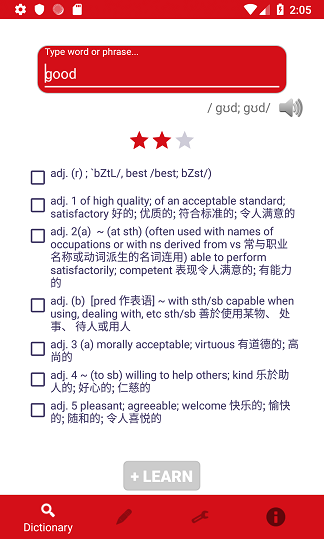 2:05
Type word or phrase...
good
/ gʊd; gʊd/
adj. (r) ; `bZtL/, best /best; bZst/)
adj. 1 of high quality; of an acceptable standard;
satisfactory 好的; 优质的; 符合标准的; 令人满意的
adj. 2(a) ~ (at sth) (often used with names of
occupations or with ns derived from vs 常与职业
名称或动词派生的名词连用) able to perform
satisfactorily; competent 表现令人满意的; 有能力
的
adj. (b) [pred 作表语] ~ with sth/sb capable when
using, dealing with, etc sth/sb 善於使用某物、 处
事、 待人或用人
adj. 3 (a) morally acceptable; virtuous 有道德的; 高
尚的
adj. 4 ~ (to sb) willing to help others; kind 乐於助
人的; 好心的; 仁慈的
adj. 5 pleasant; agreeable; welcome 快乐的; 愉快
的; 随和的; 令人喜悦的
+ LEARN
Dictionary